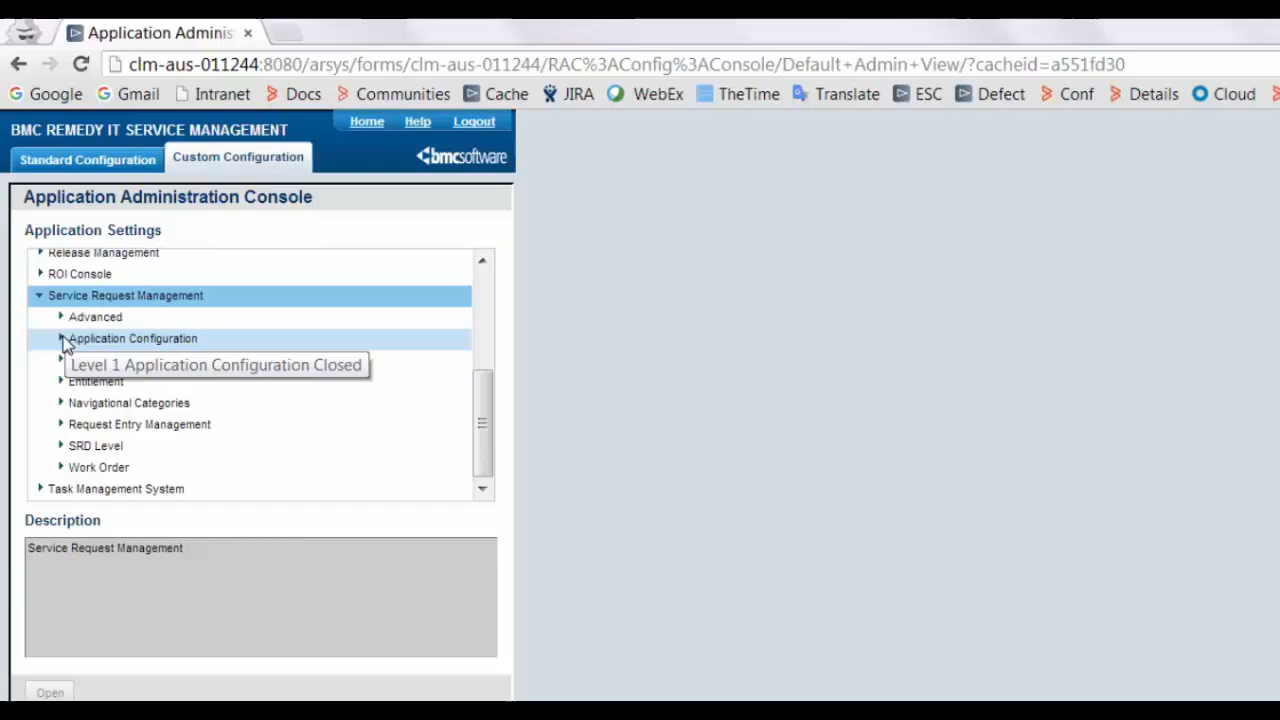 Application Adminis
clm-aus-011244:8080/arsys/forms/clm-aus-011244/RAC%3AConfig%3AConsole/Default+Admin+View/?cacheid=a551fd30
Google Gmail Intranet Docs Communities Cache JIRA WebEx TheTime Translate ESC Defect Conf Details Cloud
BMC REMEDY IT SERVICE MANAGEMENT
Home Help Logout
Standard Configuration Custom Configuration
bmcsoftware
Application Administration Console
Application Settings
Release Management
ROI Console
Service Request Management
Advanced
Application Configuration
Level 1 Application Configuration Closed
Entitlement
Navigational Categories
Request Entry Management
SRD Level
Work Order
Task Management System
Description
Service Request Management
Open